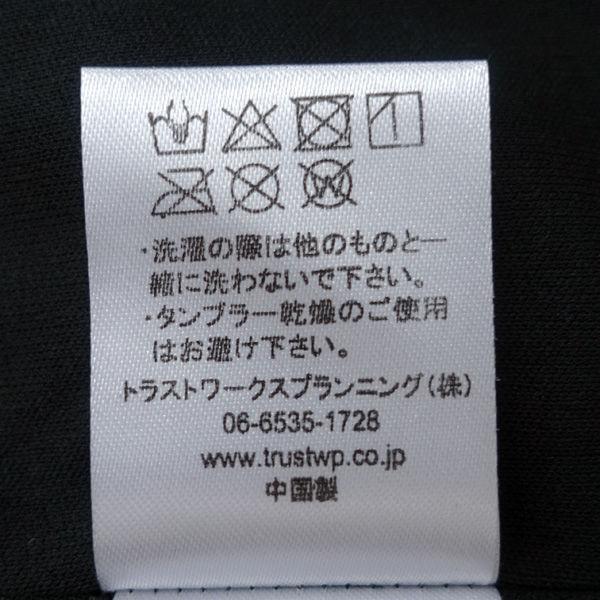 ・洗濯の際は他のものと一
緒に洗わないで下さい。
・タンブラー乾燥のご使用
はお避け下さい。
トラストワークスプランニング(株)
06-6535-1728
www.trustwp.co.jp
中国製